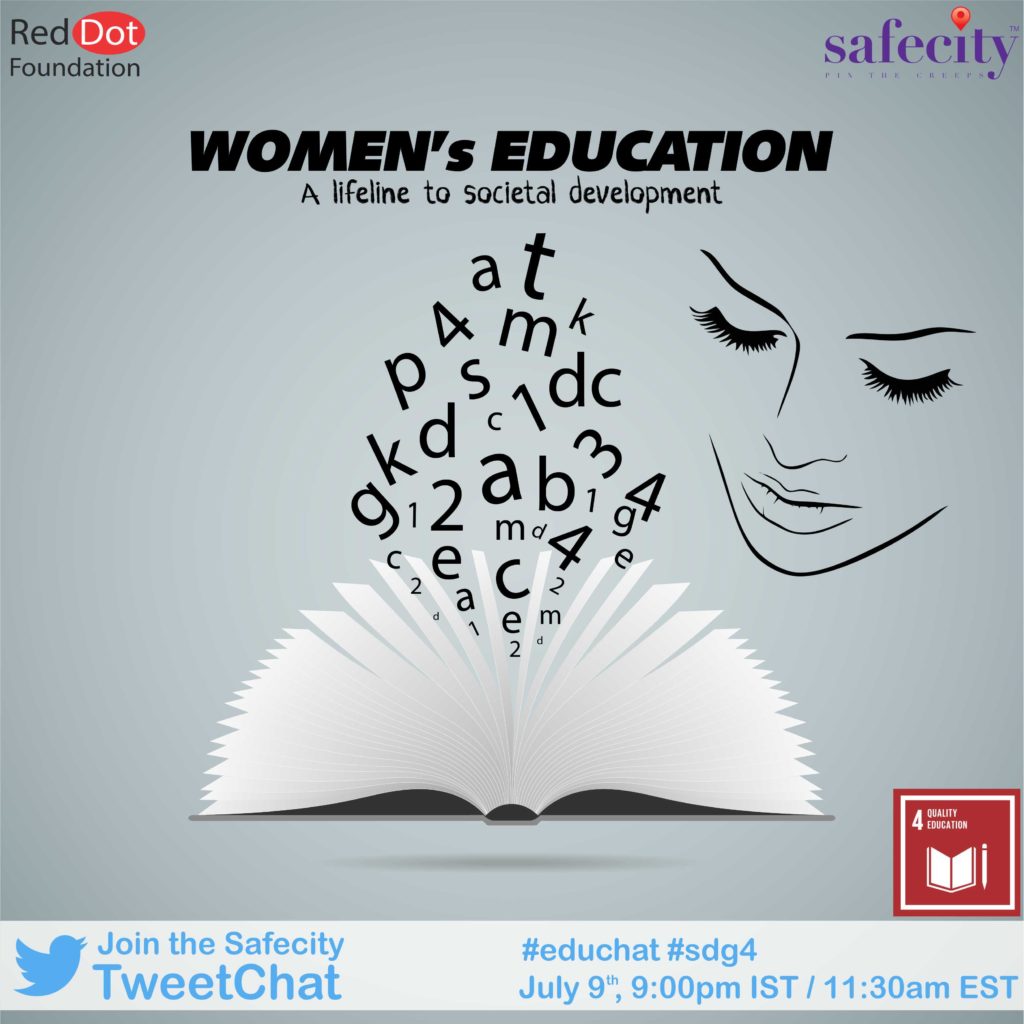 Red Dot
Foundation
safecity™
PIN THE CREEPS
WOMEN's EDUCATION
A lifeline to societal development
a t
4 m k
p s 1 d c
c
k d 3
g 1 2 a b 1 g 4
m d 4
c e e
2 a c 2
d 1 e m
2 d
4 QUALITY
EDUCATION
Join the Safecity
TweetChat
#educhat #sdg4
July 9th, 9:00pm IST / 11:30am EST